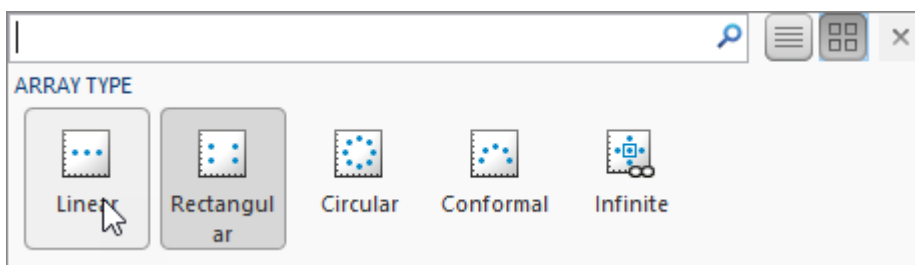 ARRAY TYPE
Linear
Rectangul
ar
Circular
Conformal
Infinite